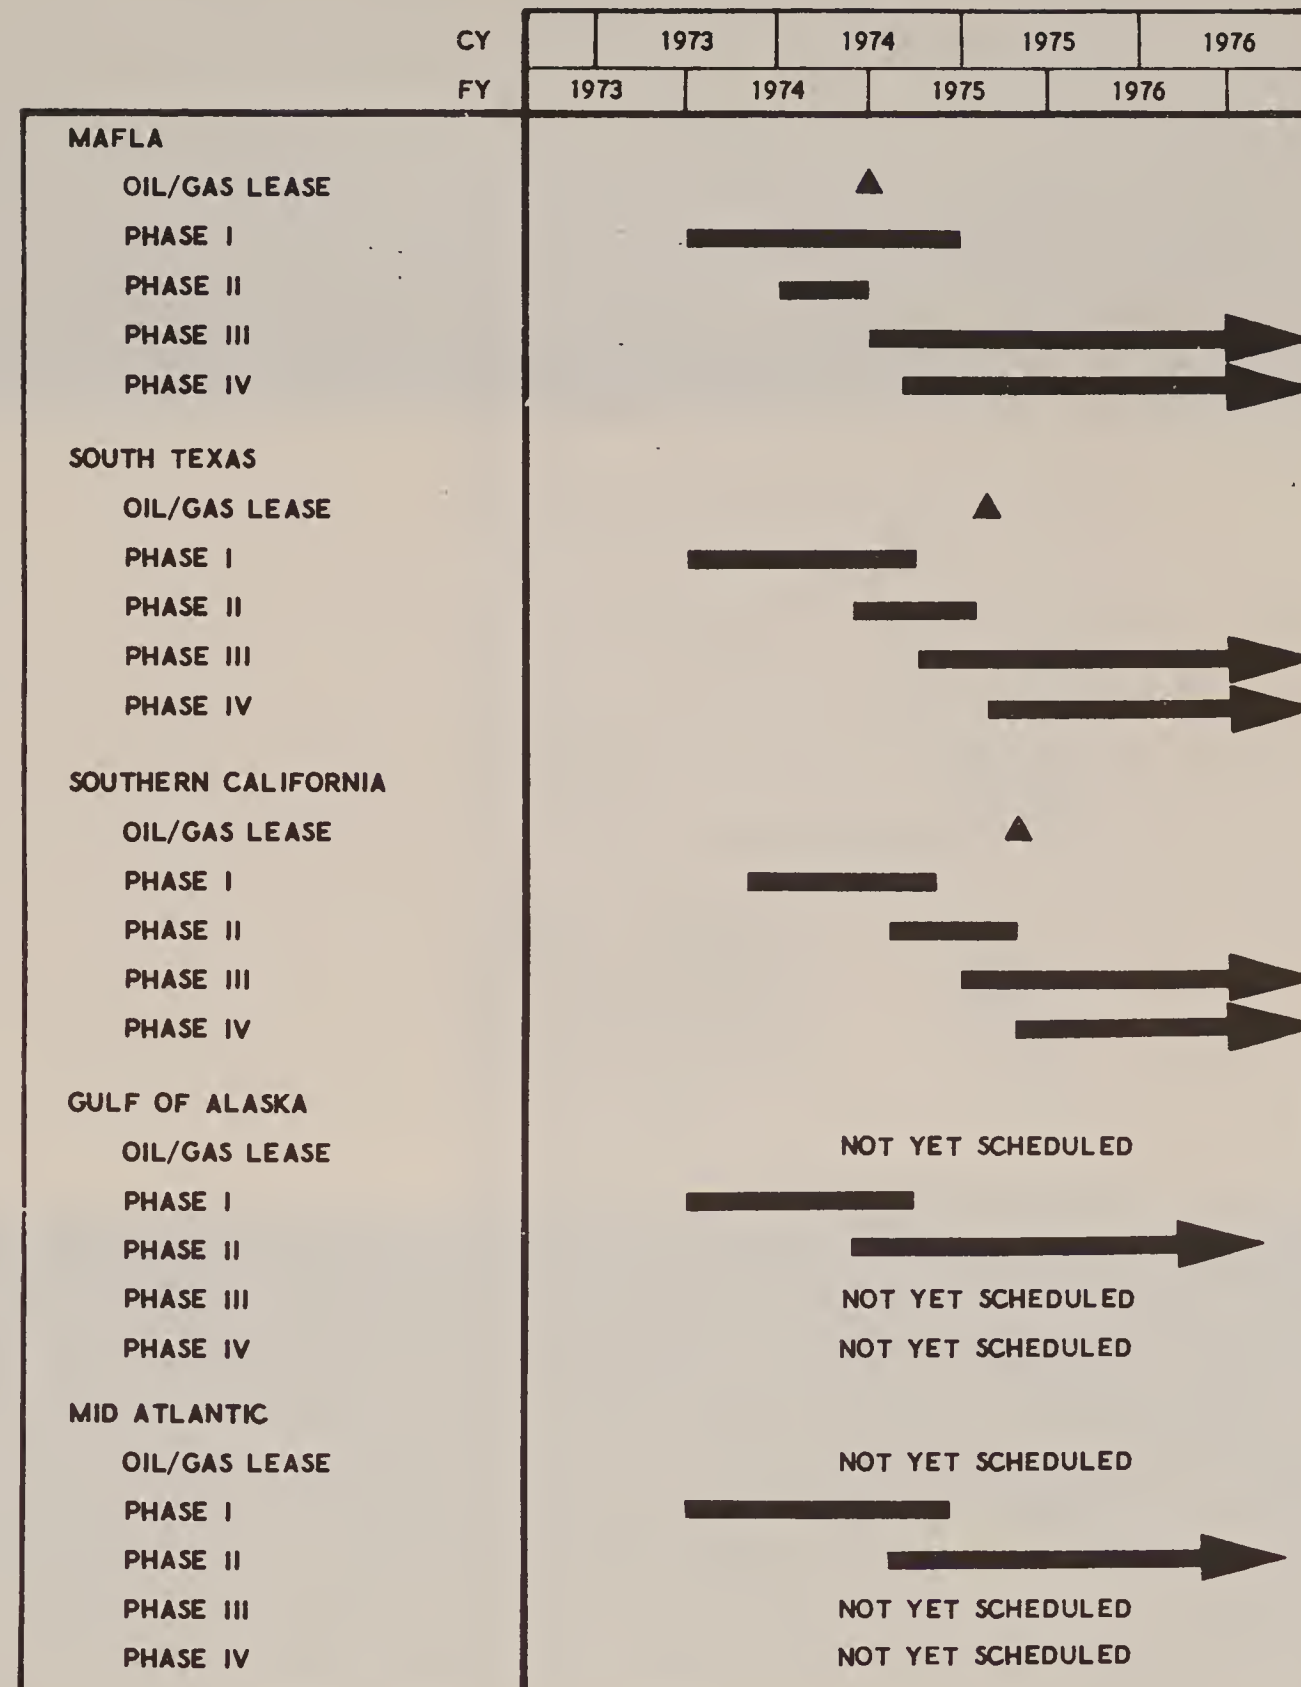 CY 1973 1974 1975 1976
FY 1973 1974 1975 1976
MAFLA
OIL/GAS LEASE
PHASE I
PHASE II
PHASE III
PHASE IV
SOUTH TEXAS
OIL/GAS LEASE
PHASE I
PHASE II
PHASE III
PHASE IV
SOUTHERN CALIFORNIA
OIL/GAS LEASE
PHASE I
PHASE II
PHASE III
PHASE IV
GULF OF ALASKA
OIL/GAS LEASE NOT YET SCHEDULED
PHASE I
PHASE II
PHASE III NOT YET SCHEDULED
PHASE IV NOT YET SCHEDULED
MID ATLANTIC
OIL/GAS LEASE NOT YET SCHEDULED
PHASE I
PHASE II
PHASE III NOT YET SCHEDULED
PHASE IV NOT YET SCHEDULED